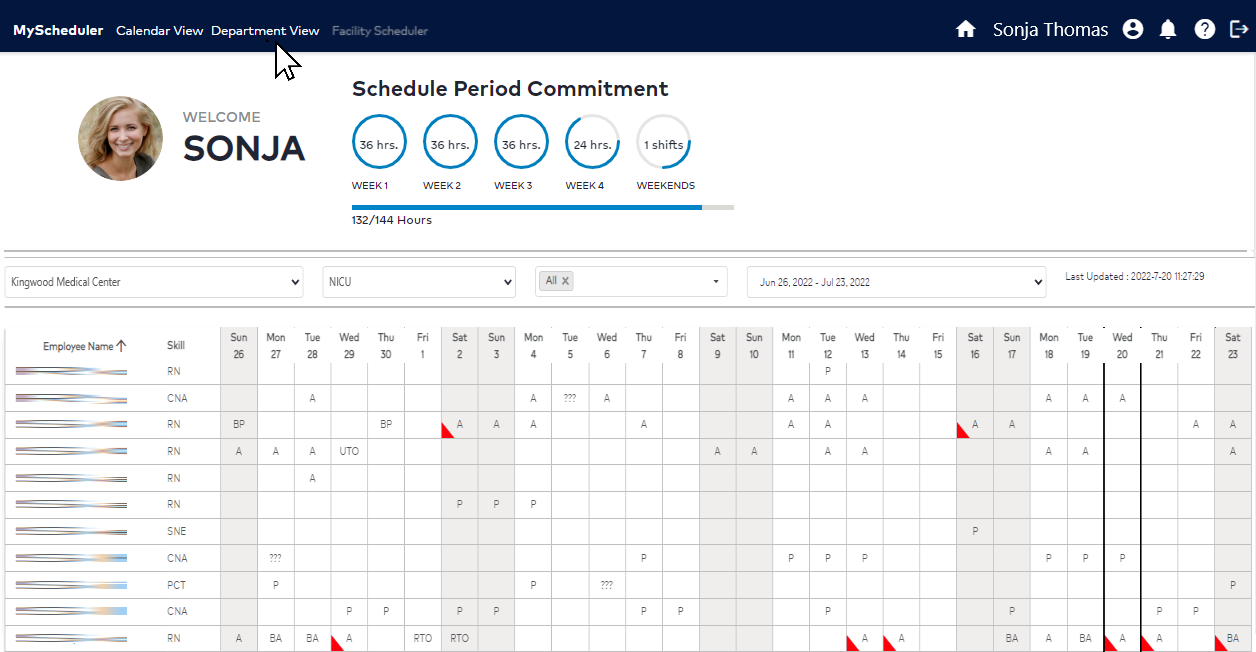 MyScheduler Calendar View Department View Facility Scheduler Sonja Thomas
Schedule Period Commitment
WELCOME
SONJA
36 hrs. 36 hrs. 36 hrs. 24 hrs. 1 shifts
WEEK 1 WEEK 2 WEEK 3 WEEK 4 WEEKENDS
132/144 Hours
Kingwood Medical Center NICU All X Jun 26, 2022 - Jul 23, 2022 Last Updated : 2022-7-20 11:27:29
Employee Name Skill Sun Mon Tue Wed Thu Fri Sat Sun Mon Tue Wed Thu Fri Sat Sun Mon Tue Wed Thu Fri Sat Sun Mon Tue Wed Thu Fri Sat
26 27 28 29 30 1 2 3 4 5 6 7 8 9 10 11 12 13 14 15 16 17 18 19 20 21 22 23
RN P
CNA A A ??? A A A A A A A
RN BP BP A A A A A A A A A A
RN A A A UTO A A A A A A A
RN A
RN P P P
SNE P
CNA ??? P P P P P P P
PCT P P ??? P
CNA P P P P P P P P P P
RN A BA BA A RTO RTO A A BA A BA A A BA